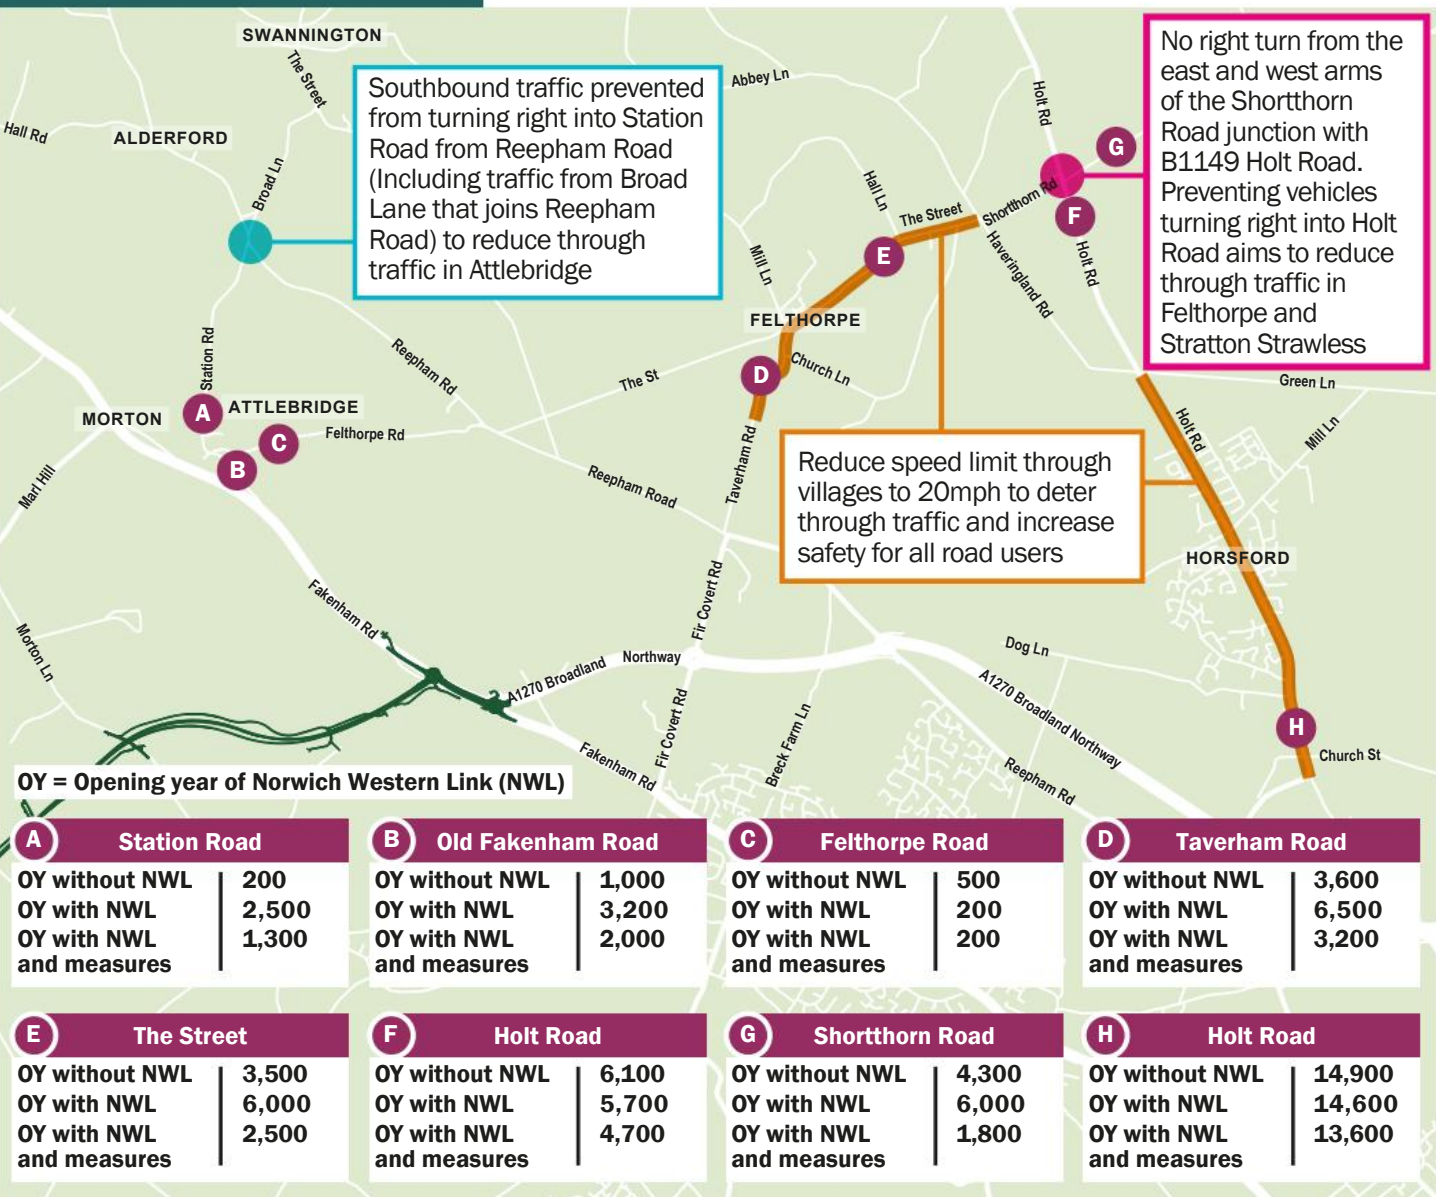 SWANNINGTON
The Street
Abbey Ln
Hall Rd
ALDERFORD
Broad Ln
Southbound traffic prevented
from turning right into Station
Road from Reepham Road
(Including traffic from Broad
Lane that joins Reepham
Road) to reduce through
traffic in Attlebridge
Holt Rd
G
No right turn from the
east and west arms
of the Shortthorn
Road junction with
B1149 Holt Road.
Preventing vehicles
turning right into Holt
Road aims to reduce
through traffic in
Felthorpe and
Stratton Strawless
Hall Ln
The Street
Shortthorn Rd
F
E
Mill Ln
Haveringland Rd
Holt Rd
FELTHORPE
Station Rd
Reepham Rd
The St
D
Church Ln
Green Ln
MORTON
A
ATTLEBRIDGE
C
Felthorpe Rd
B
Holt Rd
Mill Ln
Marl Hill
Reepham Road
Taverham Rd
Reduce speed limit through
villages to 20mph to deter
through traffic and increase
safety for all road users
HORSFORD
Fakenham Rd
Fir Covert Rd
Morton Ln
A1270 Broadland
Northway
Dog Ln
A1270 Broadland Northway
Fir Covert Rd
Breck Farm Ln
H
Church St
Fakenham Rd
Reepham Rd
OY = Opening year of Norwich Western Link (NWL)
A Station Road
OY without NWL 200
OY with NWL 2,500
OY with NWL 1,300
and measures
B Old Fakenham Road
OY without NWL 1,000
OY with NWL 3,200
OY with NWL 2,000
and measures
C Felthorpe Road
OY without NWL 500
OY with NWL 200
OY with NWL 200
and measures
D Taverham Road
OY without NWL 3,600
OY with NWL 6,500
OY with NWL 3,200
and measures
E The Street
OY without NWL 3,500
OY with NWL 6,000
OY with NWL 2,500
and measures
F Holt Road
OY without NWL 6,100
OY with NWL 5,700
OY with NWL 4,700
and measures
G Shortthorn Road
OY without NWL 4,300
OY with NWL 6,000
OY with NWL 1,800
and measures
H Holt Road
OY without NWL 14,900
OY with NWL 14,600
OY with NWL 13,600
and measures